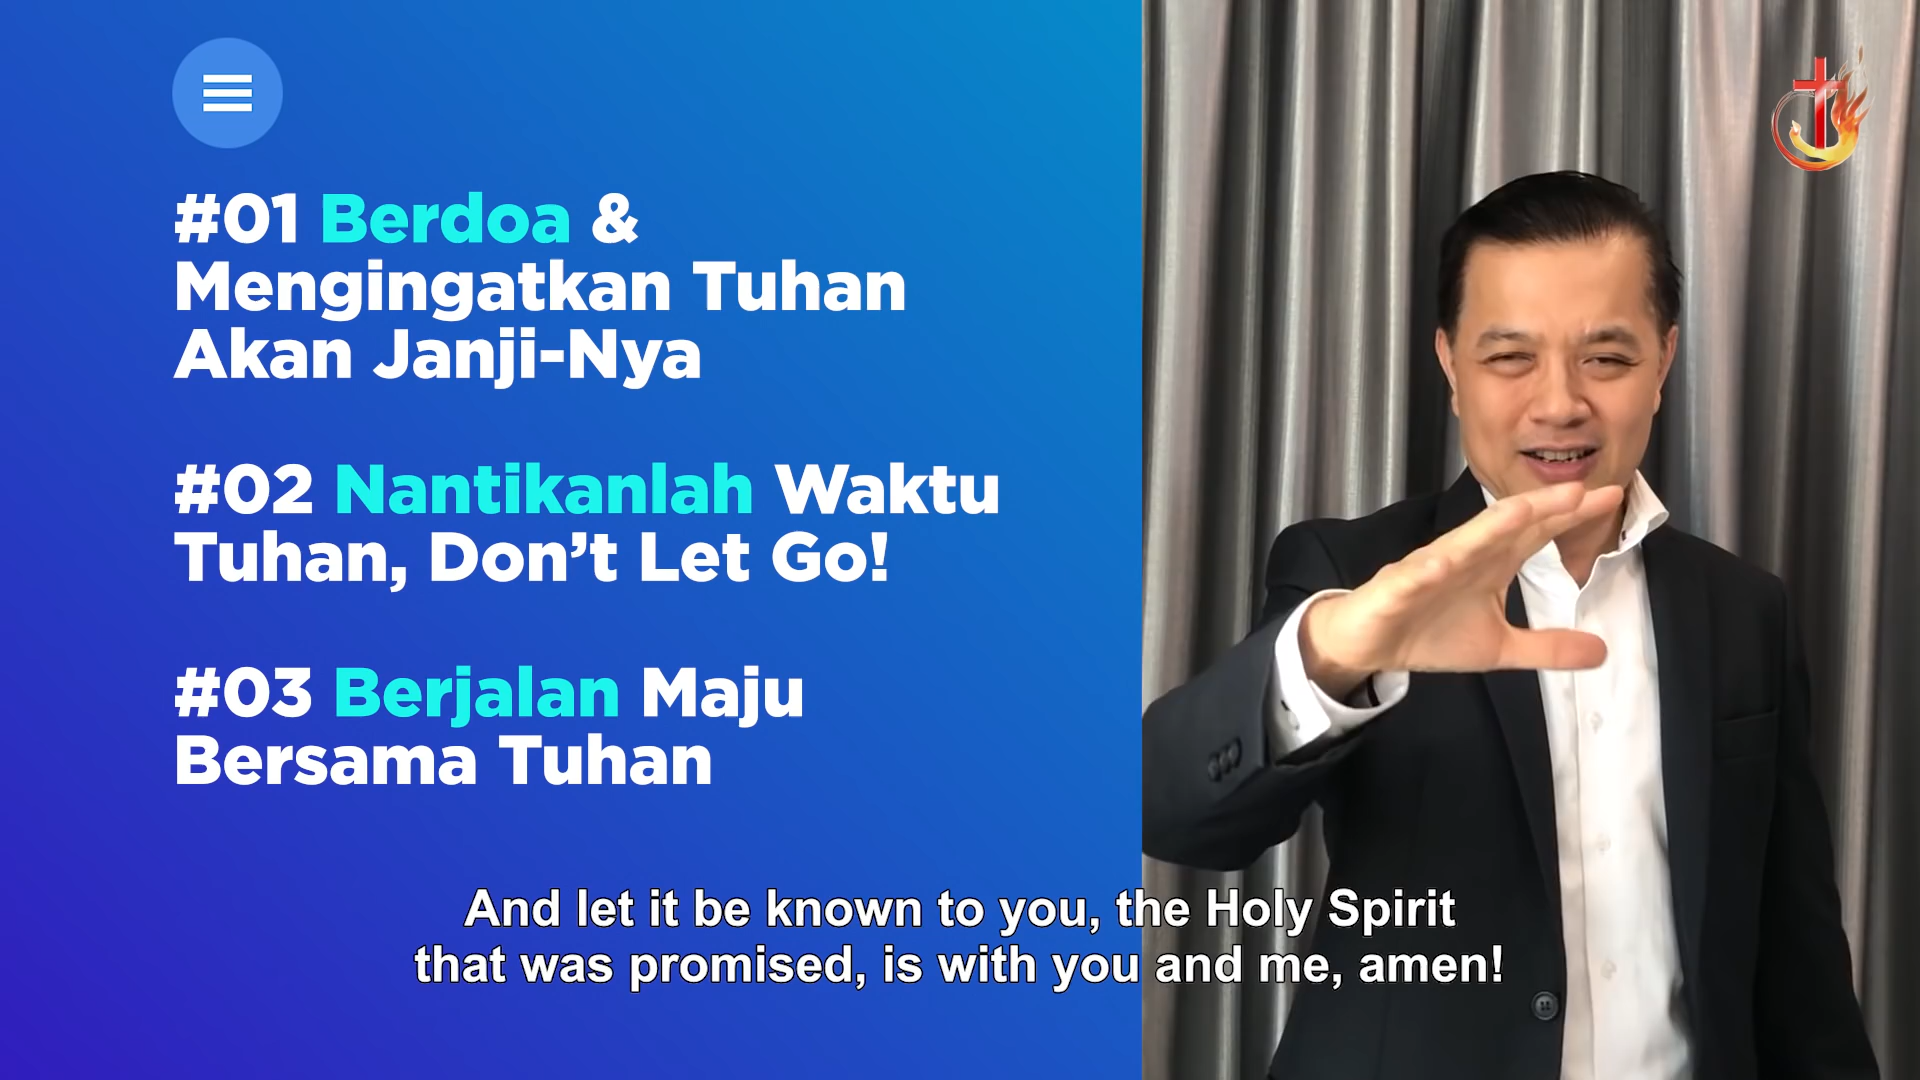 #01 Berdoa &
Mengingatkan Tuhan
Akan Janji-Nya
#02 Nantikanlah Waktu
Tuhan, Don’t Let Go!
#03 Berjalan Maju
Bersama Tuhan
And let it be known to you, the Holy Spirit
that was promised, is with you and me, amen!